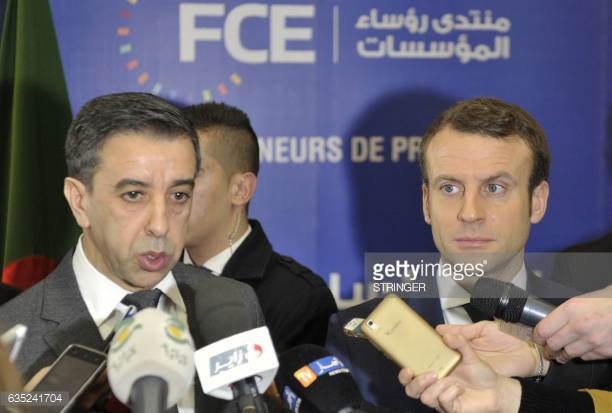 FCE
منتدى رؤساء
المؤسسات
NEURS DE PR
gettyimages®
STRINGER
635241704